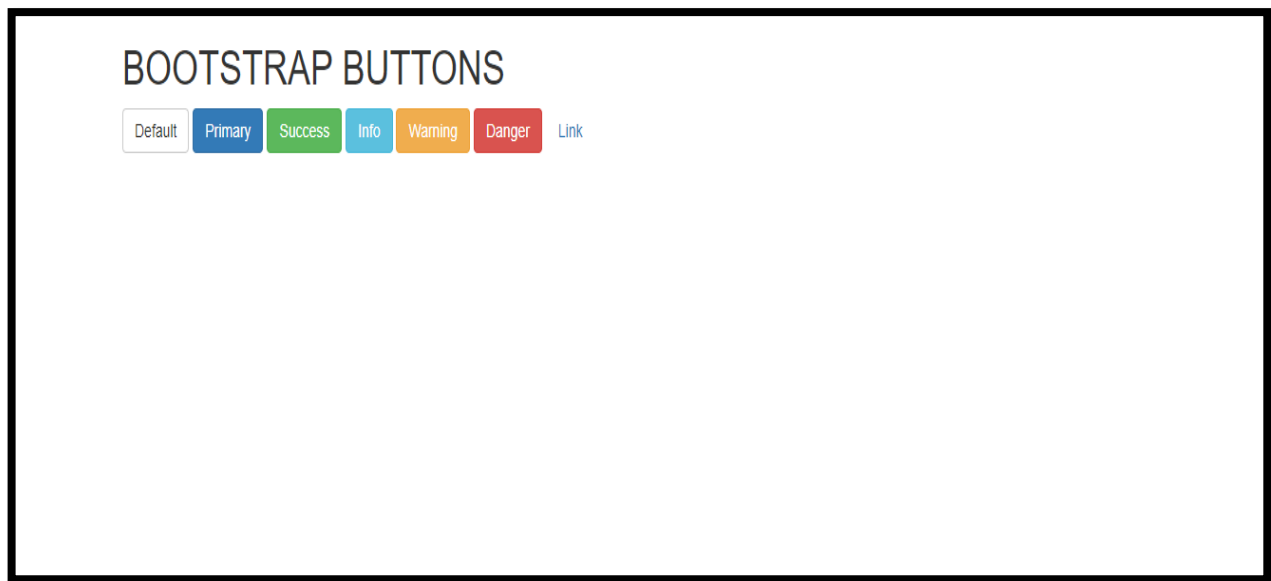 BOOTSTRAP BUTTONS
Default Primary Success Info Warning Danger Link